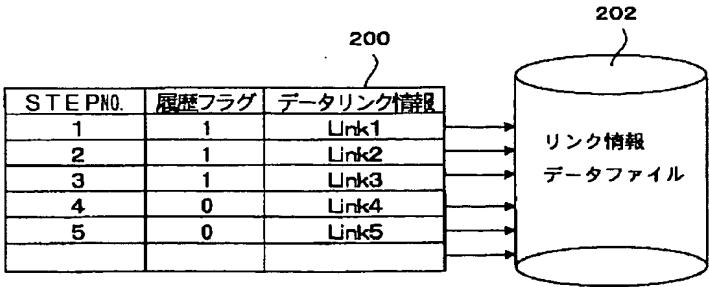 202
200
STEPNO. 履歴フラグ データリンク情報
1 1 Link1
2 1 Link2
3 1 Link3
4 0 Link4
5 0 Link5
リンク情報
データファイル